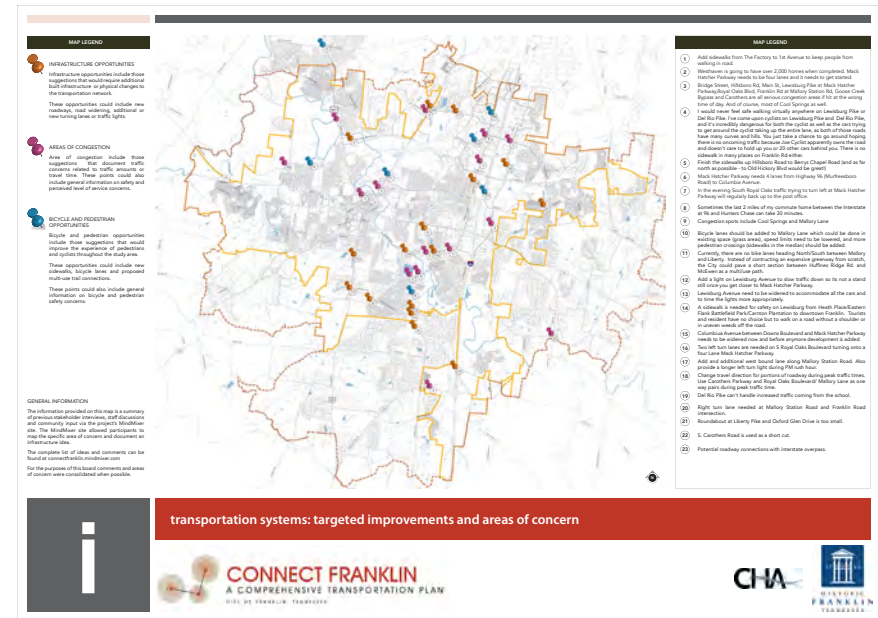 MAP LEGEND
INFRASTRUCTURE OPPORTUNITIES
Infrastructure opportunities include those
suggestions that would require additional
built infrastructure or physical changes to
the transportation network.
These opportunities could include new
roadways, road widening, additional or
new turning lanes or traffic lights.
AREAS OF CONGESTION
Area of congestion include those
suggestions that document traffic
concerns related to traffic amounts or
travel time. These points could also
include general information on safety and
perceived level of service concerns.
BICYCLE AND PEDESTRIAN
OPPORTUNITIES
Bicycle and pedestrian opportunities
include those suggestions that would
improve the experience of pedestrians
and cyclists throughout the study area.
These opportunities could include new
sidewalks, bicycle lanes and proposed
multi-use trail connections.
These points could also include general
information on bicycle and pedestrian
safety concerns.
GENERAL INFORMATION
The information provided on this map is a summary
of previous stakeholder interviews, staff discussions
and community input via the project's MindMixer
site. The MindMixer site allowed participants to
map the specific area of concern and document an
infrastructure idea.
The complete list of ideas and comments can be
found at connectfranklin.mindmixer.com
For the purposes of this board comments and areas
of concern were consolidated when possible.
N
MAP LEGEND
1 Add sidewalks from The Factory to 1st Avenue to keep people from
walking in road.
2 Westhaven is going to have over 2,000 homes when completed. Mack
Hatcher Parkway needs to be four lanes and it needs to get started.
3 Bridge Street, Hillsboro Rd, Main St, Lewisburg Pike at Mack Hatcher
Parkway/Royal Oaks Blvd, Franklin Rd at Mallory Station Rd, Goose Creek
Bypass and Carothers are all serious congestion areas if hit at the wrong
time of day. And of course, most of Cool Springs as well.
4 I would never feel safe walking virtually anywhere on Lewisburg Pike or
Del Rio Pike. I've come upon cyclists on Lewisburg Pike and Del Rio Pike,
and it's incredibly dangerous for both the cyclist as well as the cars trying
to get around the cyclist taking up the entire lane, as both of those roads
have many curves and hills. You just take a chance to go around hoping
there is no oncoming traffic because Joe Cyclist apparently owns the road
and doesn't care to hold up you or 20 other cars behind you. There is no
sidewalk in many places on Franklin Rd either.
5 Finish the sidewalks up Hillsboro Road to Berrys Chapel Road (and as far
north as possible - to Old Hickory Blvd would be great!)
6 Mack Hatcher Parkway needs 4 lanes from Highway 96 (Murfreesboro
Road) to Columbia Avenue.
7 In the evening South Royal Oaks traffic trying to turn left at Mack Hatcher
Parkway will regularly back up to the post office.
8 Sometimes the last 2 miles of my commute home between the Interstate
at 96 and Hunters Chase can take 30 minutes.
9 Congestion spots include Cool Springs and Mallory Lane
10 Bicycle lanes should be added to Mallory Lane which could be done in
existing space (grass areas), speed limits need to be lowered, and more
pedestrian crossings (sidewalks in the median) should be added.
11 Currently, there are no bike lanes heading North/South between Mallory
and Liberty. Instead of contructing an expensive greenway from scratch,
the City could pave a short section between Huffines Ridge Rd. and
McEwen as a multi/use path.
12 Add a light on Lewisburg Avenue to slow traffic down so its not a stand
still once you get closer to Mack Hatcher Parkway.
13 Lewisburg Avenue need to be widened to accommodate all the cars and
to time the lights more appropriately.
14 A sidewalk is needed for safety on Lewisburg from Heath Place/Eastern
Flank Battlefield Park/Carnton Plantation to downtown Franklin. Tourists
and resident have no choice but to walk on a road without a shoulder or
in uneven weeds off the road.
15 Columbius Avenue between Downs Boulevard and Mack Hatcher Parkway
needs to be widened now and before anymore development is added.
16 Two left turn lanes are needed on S Royal Oaks Boulevard turning onto a
four Lane Mack Hatcher Parkway.
17 Add and additional west bound lane along Mallory Station Road. Also
provide a longer left turn light during PM rush hour.
18 Change travel direction for portions of roadway during peak traffic times.
Use Carothers Parkway and Royal Oaks Boulevard/ Mallory Lane as one
way pairs during peak traffic time.
19 Del Rio Pike can't handle increased traffic coming from the school.
20 Right turn lane needed at Mallory Station Road and Franklin Road
intersection.
21 Roundabout at Liberty Pike and Oxford Glen Drive is too small.
22 S. Carothers Road is used as a short cut.
23 Potential roadway connections with interstate overpass.
i
transportation systems: targeted improvements and areas of concern
CONNECT FRANKLIN
A COMPREHENSIVE TRANSPORTATION PLAN
CITY OF FRANKLIN, TENNESSEE
CHA
HISTORIC
FRANKLIN
TENNESSEE